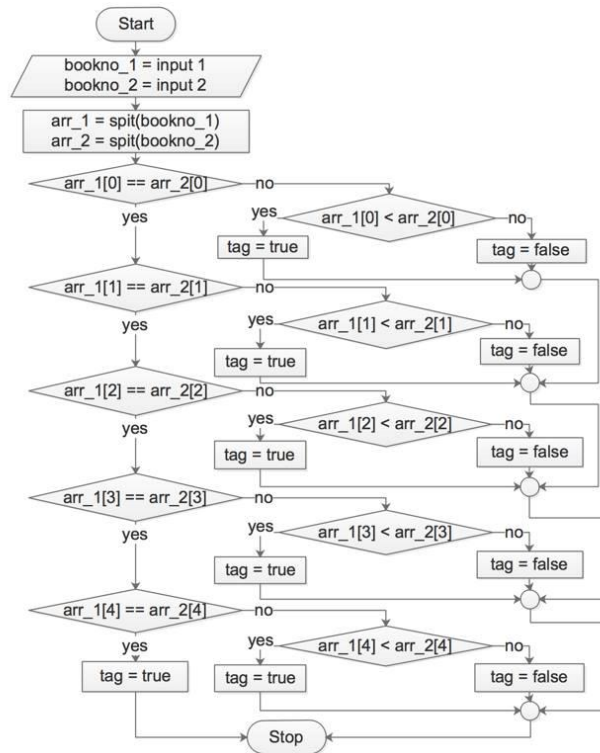 Start
bookno_1 = input 1
bookno_2 = input 2
arr_1 = spit(bookno_1)
arr_2 = spit(bookno_2)
arr_1[0] == arr_2[0]
no
yes
yes
arr_1[0] < arr_2[0]
no
tag = true
tag = false
arr_1[1] == arr_2[1]
no
yes
yes
arr_1[1] < arr_2[1]
no
tag = true
tag = false
arr_1[2] == arr_2[2]
no
yes
yes
arr_1[2] < arr_2[2]
no
tag = true
tag = false
arr_1[3] == arr_2[3]
no
yes
yes
arr_1[3] < arr_2[3]
no
tag = true
tag = false
arr_1[4] == arr_2[4]
no
yes
yes
arr_1[4] < arr_2[4]
no
tag = true
tag = true
tag = false
Stop